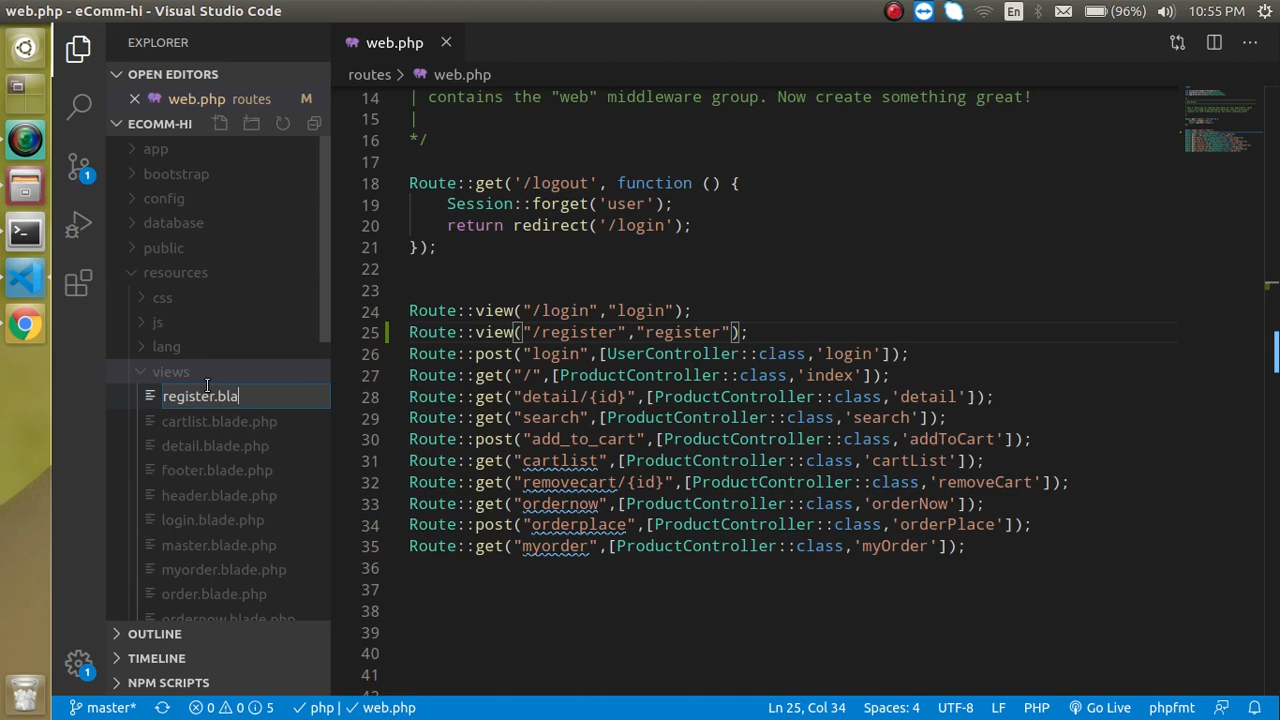 web.php - eComm-hi - Visual Studio Code
En (96%) 10:55 PM
EXPLORER
OPEN EDITORS
web.php routes M
ECOMM-HI
app
bootstrap
config
database
public
resources
css
js
lang
views
register.bla
cartlist.blade.php
detail.blade.php
footer.blade.php
header.blade.php
login.blade.php
master.blade.php
myorder.blade.php
order.blade.php
ordernow.blade.php
OUTLINE
TIMELINE
NPM SCRIPTS
1
1
web.php
routes > web.php
14 | contains the "web" middleware group. Now create something great!
15 |
16 */
17
18 Route::get('/logout', function () {
19 Session::forget('user');
20 return redirect('/login');
21 });
22
23
24 Route::view("/login","login");
25 Route::view("/register","register");
26 Route::post("login",[UserController::class,'login']);
27 Route::get("/",[ProductController::class,'index']);
28 Route::get("detail/{id}",[ProductController::class,'detail']);
29 Route::get("search",[ProductController::class,'search']);
30 Route::post("add_to_cart",[ProductController::class,'addToCart']);
31 Route::get("cartlist",[ProductController::class,'cartList']);
32 Route::get("removecart/{id}",[ProductController::class,'removeCart']);
33 Route::get("ordernow",[ProductController::class,'orderNow']);
34 Route::post("orderplace",[ProductController::class,'orderPlace']);
35 Route::get("myorder",[ProductController::class,'myOrder']);
36
37
38
39
40
41
42
master* 0 0 5 php | web.php Ln 25, Col 34 Spaces: 4 UTF-8 LF PHP Go Live phpfmt